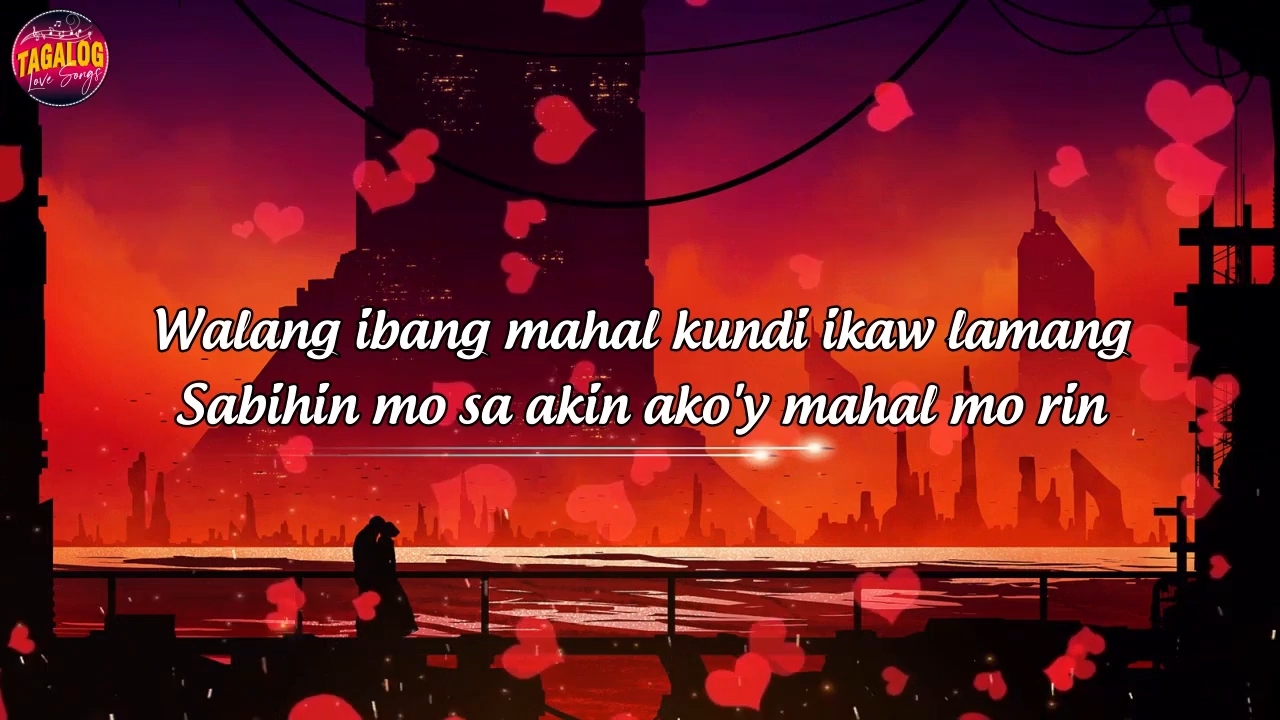 TAGALOG
Love Songs
Walang ibang mahal kundi ikaw lamang
Sabihin mo sa akin ako'y mahal mo rin